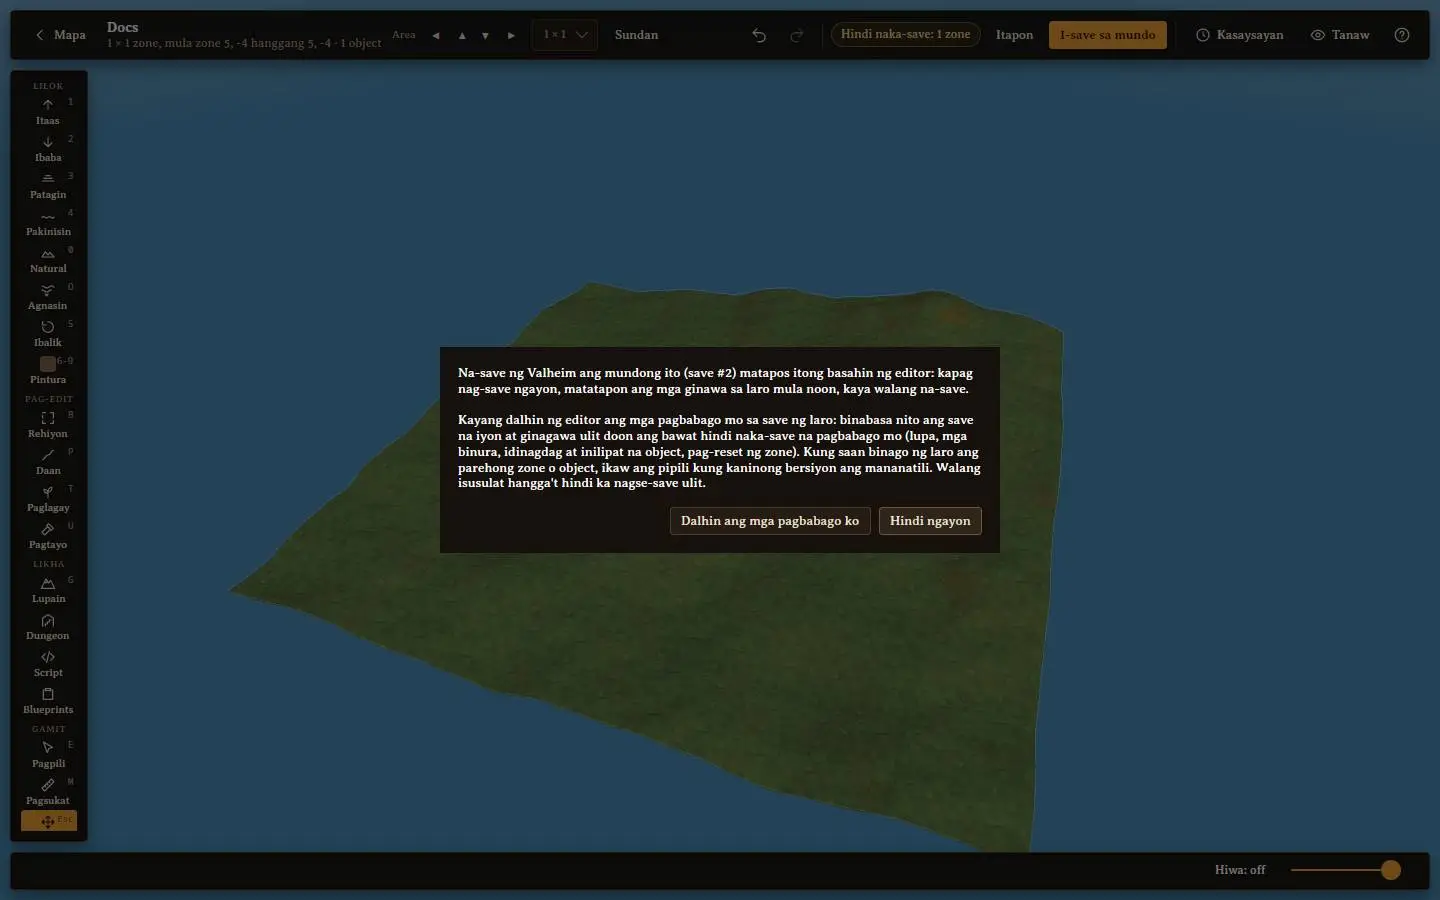 Mapa
Docs
1 × 1 zone, mula zone 5, -4 hanggang 5, -4 · 1 object
Area
1 × 1
Sundan
Hindi naka-save: 1 zone
Itapon
I-save sa mundo
Kasaysayan
Tanaw
LILOK
1
Itaas
2
Ibaba
3
Patagin
4
Pakinisin
0
Natural
O
Agnasin
5
Ibalik
6-9
Pintura
PAG-EDIT
B
Rehiyon
P
Daan
T
Paglagay
U
Pagtayo
LIKHA
G
Lupain
Dungeon
Script
Blueprints
GAMIT
E
Pagpili
M
Pagsukat
Esc
Na-save ng Valheim ang mundong ito (save #2) matapos itong basahin ng editor: kapag
nag-save ngayon, matatapon ang mga ginawa sa laro mula noon, kaya walang na-save.
Kayang dalhin ng editor ang mga pagbabago mo sa save ng laro: binabasa nito ang save
na iyon at ginagawa ulit doon ang bawat hindi naka-save na pagbabago mo (lupa, mga
binura, idinagdag at inilipat na object, pag-reset ng zone). Kung saan binago ng laro ang
parehong zone o object, ikaw ang pipili kung kaninong bersiyon ang mananatili. Walang
isusulat hangga't hindi ka nagse-save ulit.
Dalhin ang mga pagbabago ko
Hindi ngayon
Hiwa: off